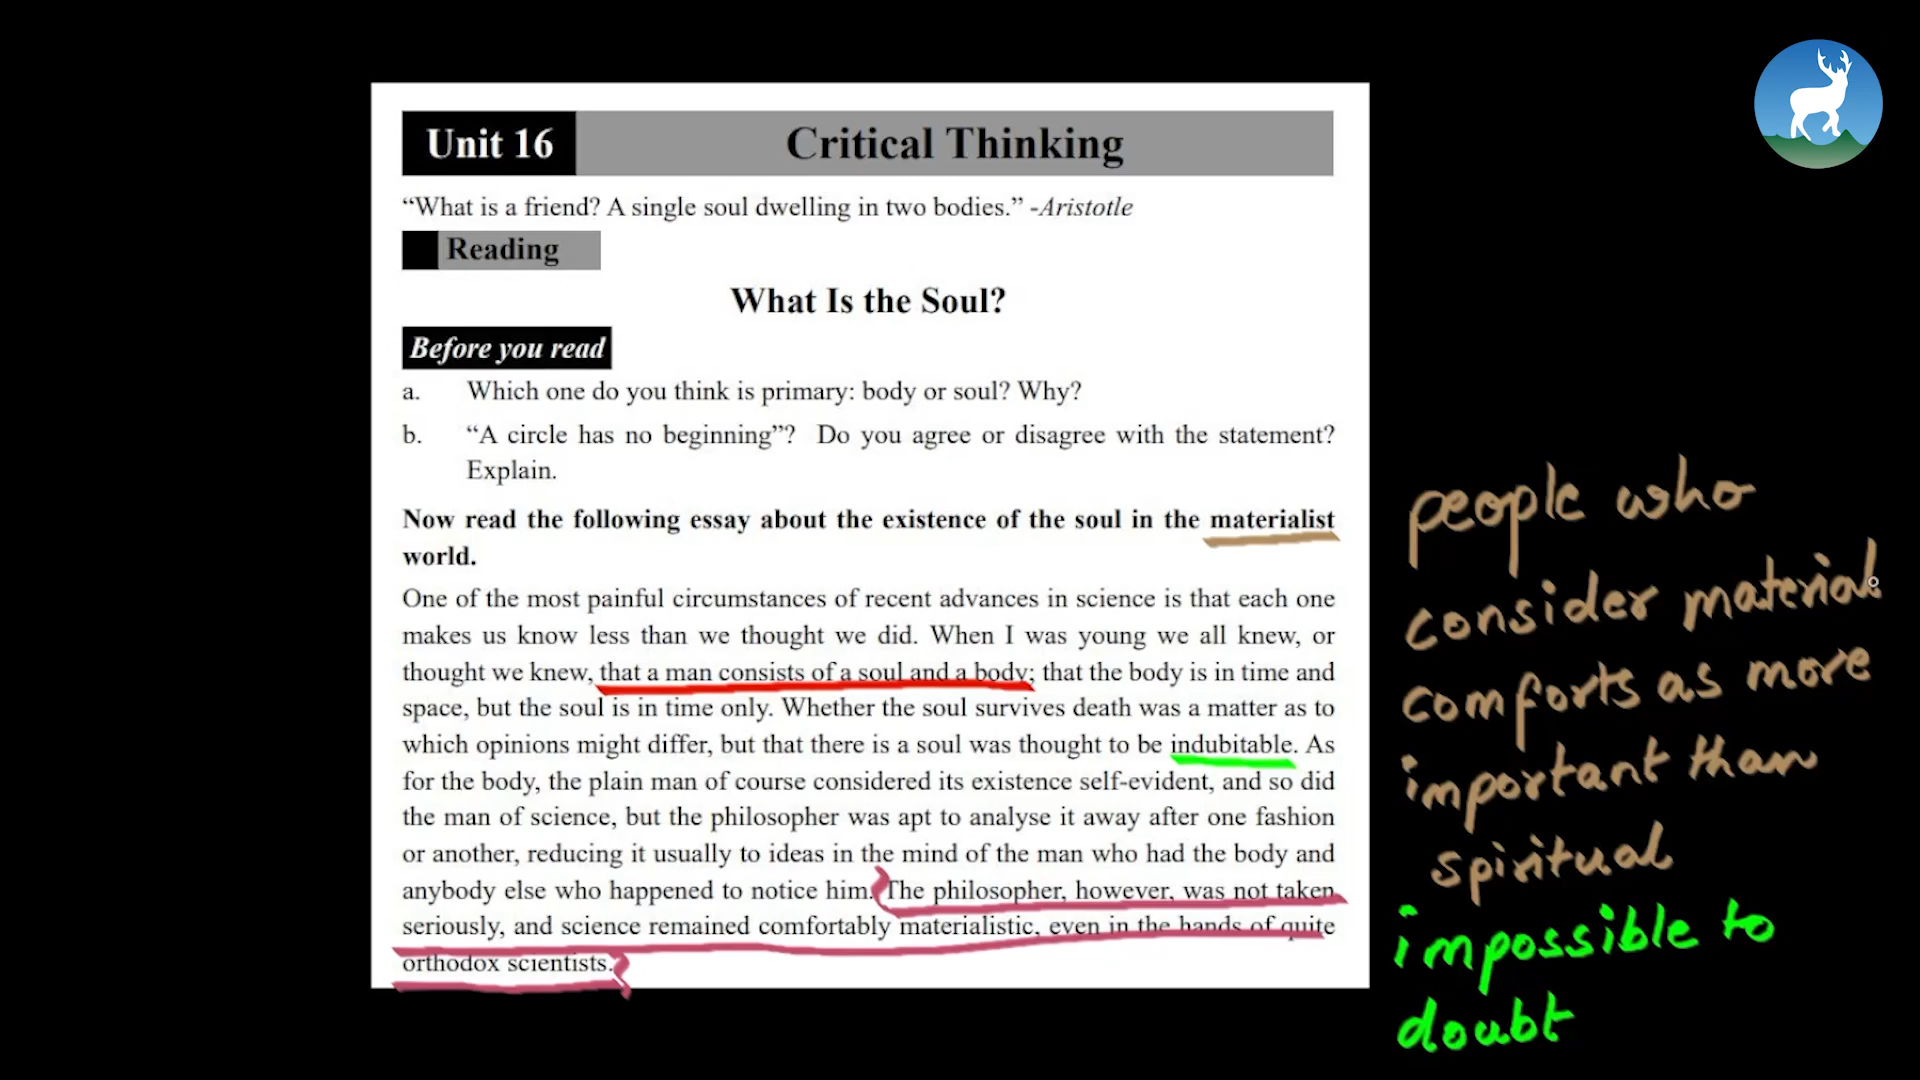 Unit 16 Critical Thinking
“What is a friend? A single soul dwelling in two bodies.” -Aristotle
Reading
What Is the Soul?
Before you read
a. Which one do you think is primary: body or soul? Why?
b. “A circle has no beginning”? Do you agree or disagree with the statement?
Explain.
Now read the following essay about the existence of the soul in the materialist
world.
One of the most painful circumstances of recent advances in science is that each one
makes us know less than we thought we did. When I was young we all knew, or
thought we knew, that a man consists of a soul and a body; that the body is in time and
space, but the soul is in time only. Whether the soul survives death was a matter as to
which opinions might differ, but that there is a soul was thought to be indubitable. As
for the body, the plain man of course considered its existence self-evident, and so did
the man of science, but the philosopher was apt to analyse it away after one fashion
or another, reducing it usually to ideas in the mind of the man who had the body and
anybody else who happened to notice him. The philosopher, however, was not taken
seriously, and science remained comfortably materialistic, even in the hands of quite
orthodox scientists.
people who
consider material
comforts as more
important than
spiritual
impossible to
doubt